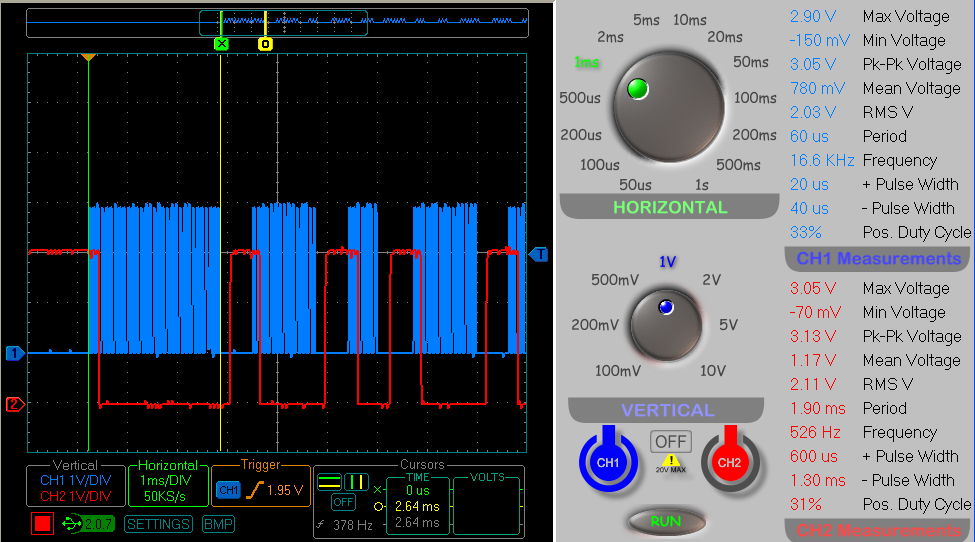 X
O
T
1
2
Vertical
CH1 1V/DIV
CH2 1V/DIV
Horizontal
1ms/DIV
50KS/s
Trigger
CH1
1.95 V
Cursors
OFF
378 Hz
TIME
X
0 us
O
2.64 ms
2.64 ms
VOLTS
2.0.7
SETTINGS
BMP
5ms
10ms
2ms
20ms
1ms
50ms
500us
100ms
200us
200ms
100us
500ms
50us
1s
HORIZONTAL
1V
500mV
2V
200mV
5V
100mV
10V
VERTICAL
CH1
OFF
!
20V MAX
CH2
RUN
2.90 V Max Voltage
-150 mV Min Voltage
3.05 V Pk-Pk Voltage
780 mV Mean Voltage
2.03 V RMS V
60 us Period
16.6 KHz Frequency
20 us + Pulse Width
40 us - Pulse Width
33% Pos. Duty Cycle
CH1 Measurements
3.05 V Max Voltage
-70 mV Min Voltage
3.13 V Pk-Pk Voltage
1.17 V Mean Voltage
2.11 V RMS V
1.90 ms Period
526 Hz Frequency
600 us + Pulse Width
1.30 ms - Pulse Width
31% Pos. Duty Cycle
CH2 Measurements